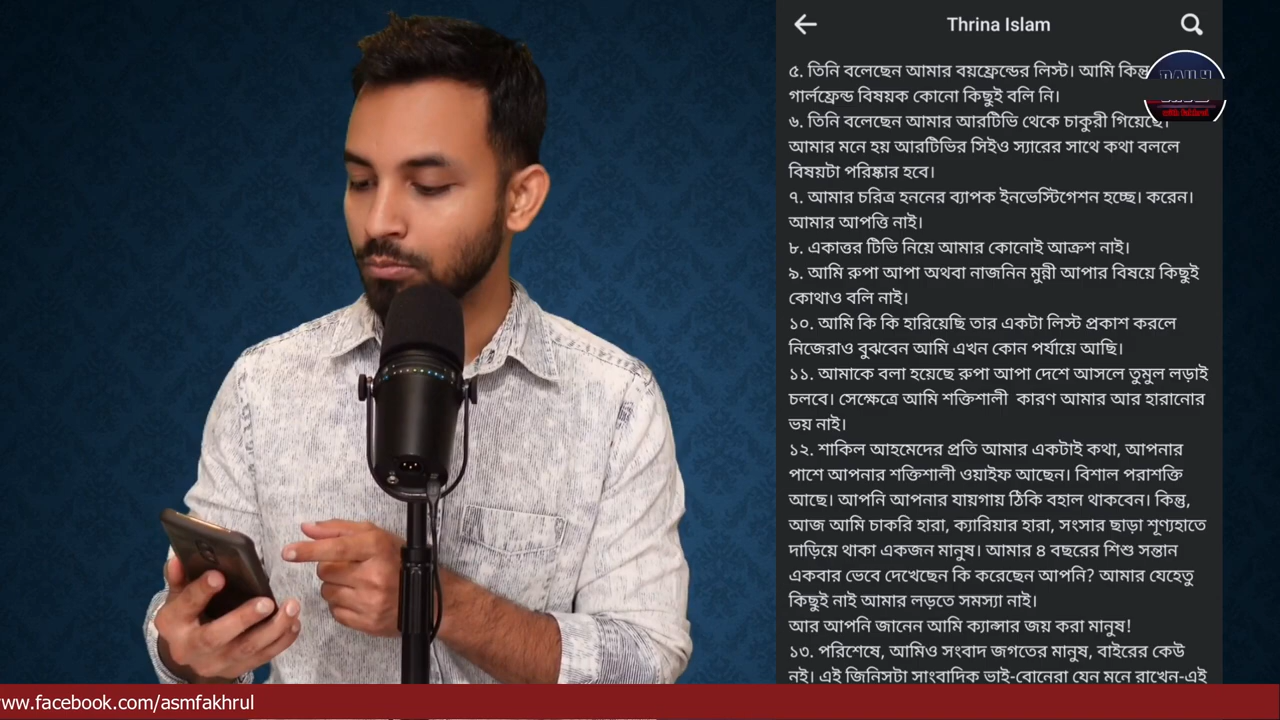 Thrina Islam
৫. তিনি বলেছেন আমার বয়ফ্রেন্ডের লিস্ট। আমি কিন্তু
গার্লফ্রেন্ড বিষয়ক কোনো কিছুই বলি নি।
৬. তিনি বলেছেন আমার আরটিভি থেকে চাকুরী গিয়েছে।
আমার মনে হয় আরটিভির সিইও স্যারের সাথে কথা বললে
বিষয়টা পরিষ্কার হবে।
৭. আমার চরিত্র হননের ব্যাপক ইনভেস্টিগেশন হচ্ছে। করেন।
আমার আপত্তি নাই।
৮. একাত্তর টিভি নিয়ে আমার কোনোই আক্রশ নাই।
৯. আমি রুপা আপা অথবা নাজনিন মুন্নী আপার বিষয়ে কিছুই
কোথাও বলি নাই।
১০. আমি কি কি হারিয়েছি তার একটা লিস্ট প্রকাশ করলে
নিজেরাও বুঝবেন আমি এখন কোন পর্যায়ে আছি।
১১. আমাকে বলা হয়েছে রুপা আপা দেশে আসলে তুমুল লড়াই
চলবে। সেক্ষেত্রে আমি শক্তিশালী কারণ আমার আর হারানোর
ভয় নাই।
১২. শাকিল আহমেদের প্রতি আমার একটাই কথা, আপনার
পাশে আপনার শক্তিশালী ওয়াইফ আছেন। বিশাল পরাশক্তি
আছে। আপনি আপনার যায়গায় ঠিকি বহাল থাকবেন। কিন্তু,
আজ আমি চাকরি হারা, ক্যারিয়ার হারা, সংসার ছাড়া শূণ্যহাতে
দাড়িয়ে থাকা একজন মানুষ। আমার ৪ বছরের শিশু সন্তান
একবার ভেবে দেখেছেন কি করেছেন আপনি? আমার যেহেতু
কিছুই নাই আমার লড়তে সমস্যা নাই।
আর আপনি জানেন আমি ক্যান্সার জয় করা মানুষ!
১৩. পরিশেষে, আমিও সংবাদ জগতের মানুষ, বাইরের কেউ
নই। এই জিনিসটা সাংবাদিক ভাই-বোনেরা যেন মনে রাখেন-এই
with Fakhrul
ww.facebook.com/asmfakhrul